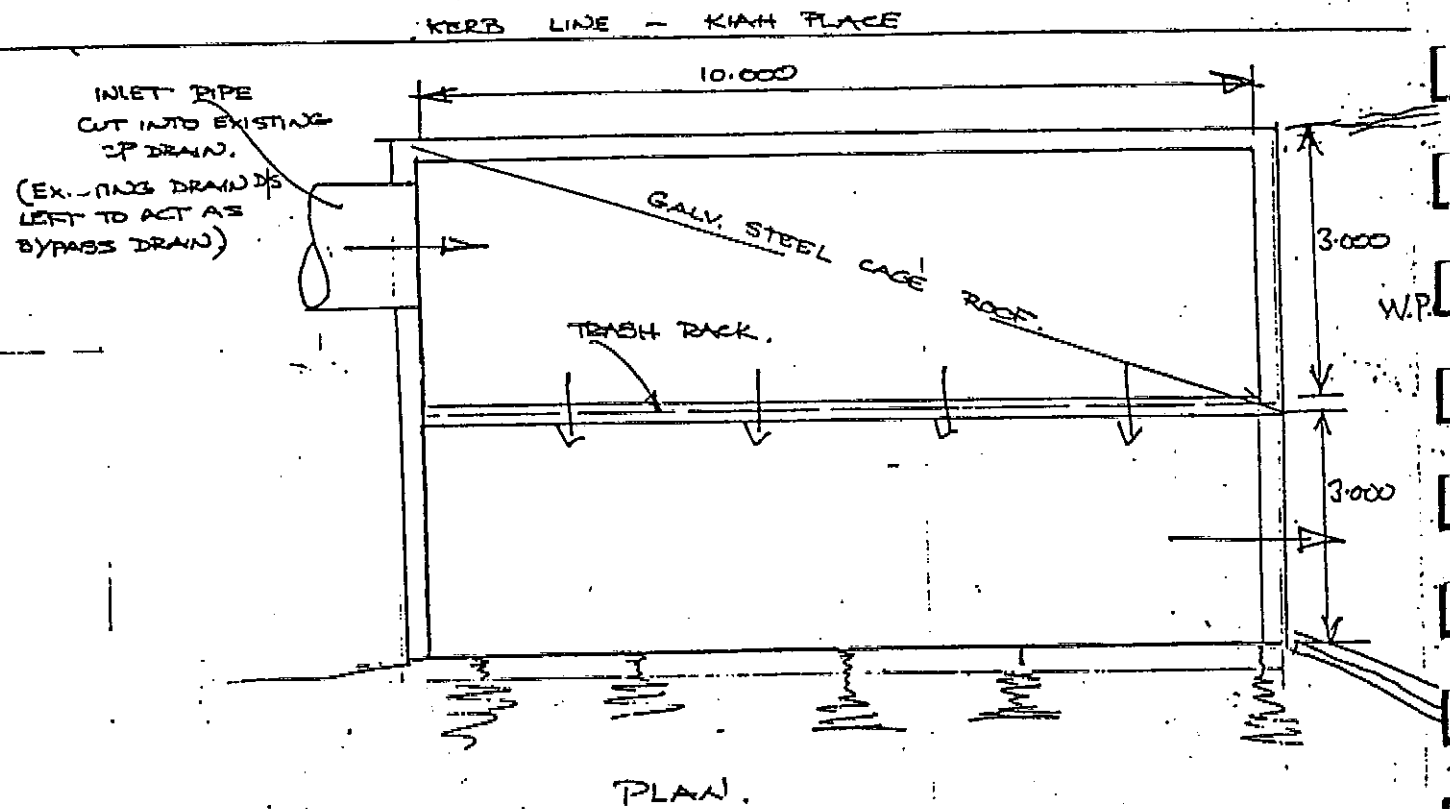 KERB LINE - KIAH PLACE
10.000
INLET PIPE
CUT INTO EXISTING
DRAIN.
DRAIN D/S
LEFT TO ACT AS
BYPASS DRAIN)
GALV. STEEL CAGE ROOF.
3.000
W.P.
TRASH RACK.
3.000
PLAN.